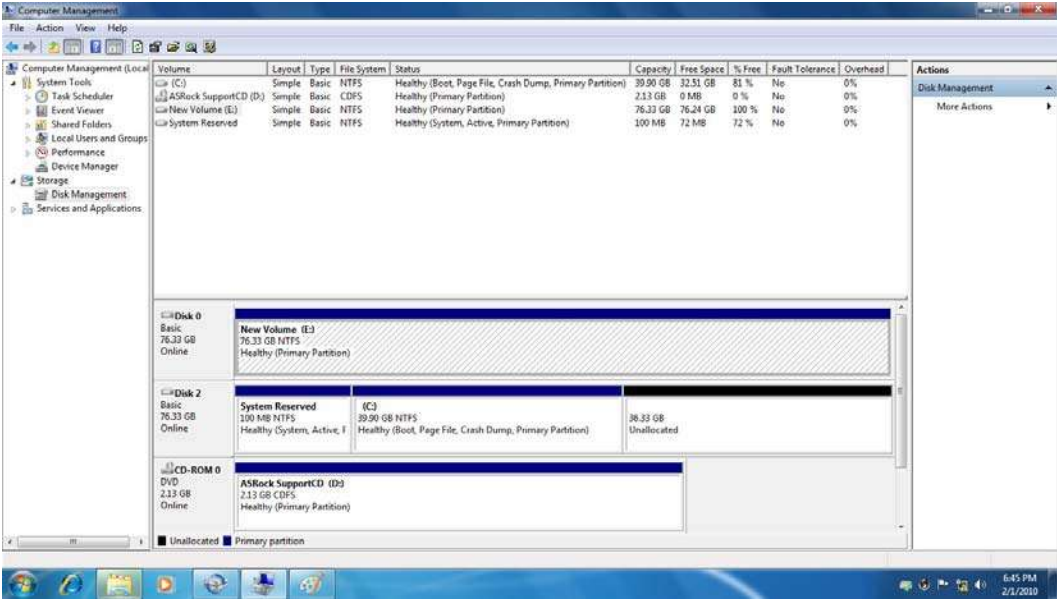 Computer Management
File Action View Help
Computer Management (Local
System Tools
Task Scheduler
Event Viewer
Shared Folders
Local Users and Groups
Performance
Device Manager
Storage
Disk Management
Services and Applications
Volume Layout Type File System Status Capacity Free Space % Free Fault Tolerance Overhead
(C:) Simple Basic NTFS Healthy (Boot, Page File, Crash Dump, Primary Partition) 39.90 GB 32.51 GB 81 % No 0%
ASRock SupportCD (D:) Simple Basic CDFS Healthy (Primary Partition) 2.13 GB 0 MB 0 % No 0%
New Volume (E:) Simple Basic NTFS Healthy (Primary Partition) 76.33 GB 76.24 GB 100 % No 0%
System Reserved Simple Basic NTFS Healthy (System, Active, Primary Partition) 100 MB 72 MB 72 % No 0%
Disk 0
Basic
76.33 GB
Online
New Volume (E:)
76.33 GB NTFS
Healthy (Primary Partition)
Disk 2
Basic
76.33 GB
Online
System Reserved
100 MB NTFS
Healthy (System, Active, F
(C:)
39.90 GB NTFS
Healthy (Boot, Page File, Crash Dump, Primary Partition)
36.33 GB
Unallocated
CD-ROM 0
DVD
2.13 GB
Online
ASRock SupportCD (D:)
2.13 GB CDFS
Healthy (Primary Partition)
Unallocated Primary partition
Actions
Disk Management
More Actions
6:45 PM
2/1/2010